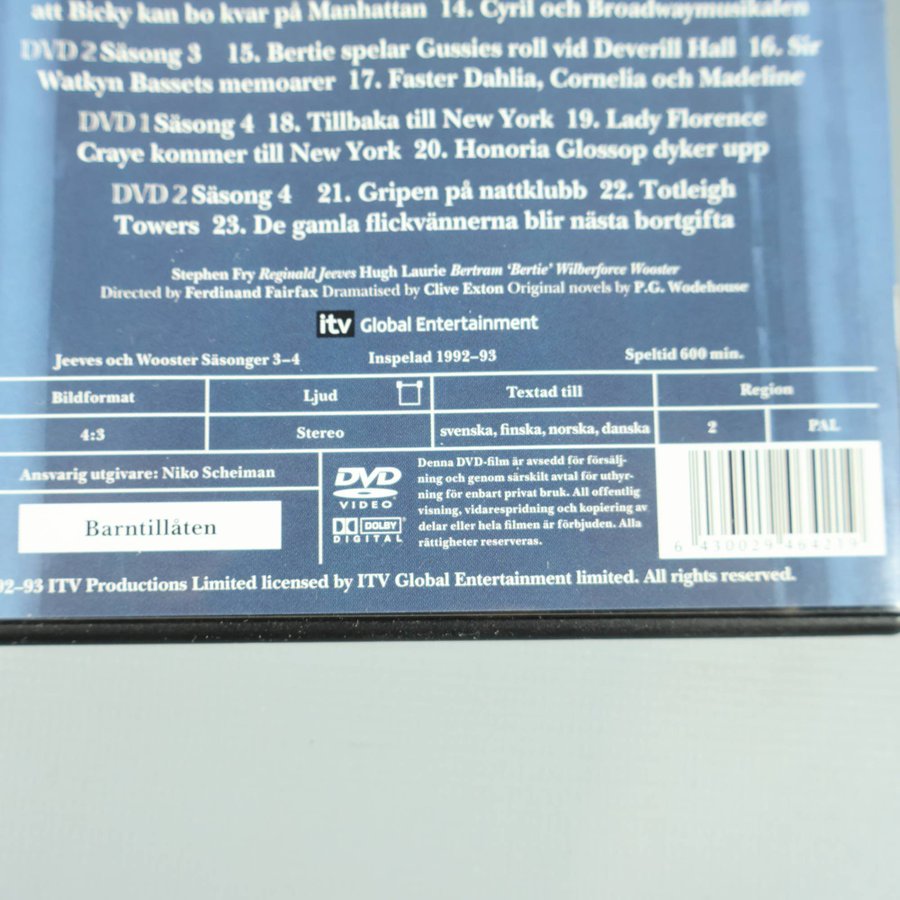 att Bicky kan bo kvar på Manhattan 14. Cyril och Broadwaymusikalen
DVD 2 Säsong 3 15. Bertie spelar Gussies roll vid Deverill Hall 16. Sir
Watkyn Bassets memoarer 17. Faster Dahlia, Cornelia och Madeline
DVD 1 Säsong 4 18. Tillbaka till New York 19. Lady Florence
Craye kommer till New York 20. Honoria Glossop dyker upp
DVD 2 Säsong 4 21. Gripen på nattklubb 22. Totleigh
Towers 23. De gamla flickvännerna blir nästa bortgifta
Stephen Fry Reginald Jeeves Hugh Laurie Bertram ‘Bertie’ Wilberforce Wooster
Directed by Ferdinand Fairfax Dramatised by Clive Exton Original novels by P.G. Wodehouse
itv Global Entertainment
Jeeves och Wooster Säsonger 3–4 Inspelad 1992–93 Speltid 600 min.
Bildformat Ljud Textad till Region
4:3 Stereo svenska, finska, norska, danska 2 PAL
Ansvarig utgivare: Niko Scheiman
Barntillåten
DVD
VIDEO
DOLBY
DIGITAL
Denna DVD-film är avsedd för försälj-
ning och genom särskilt avtal för uthyr-
ning för enbart privat bruk. All offentlig
visning, vidarespridning och kopiering av
delar eller hela filmen är förbjuden. Alla
rättigheter reserveras.
6 430029 464219
92–93 ITV Productions Limited licensed by ITV Global Entertainment limited. All rights reserved.